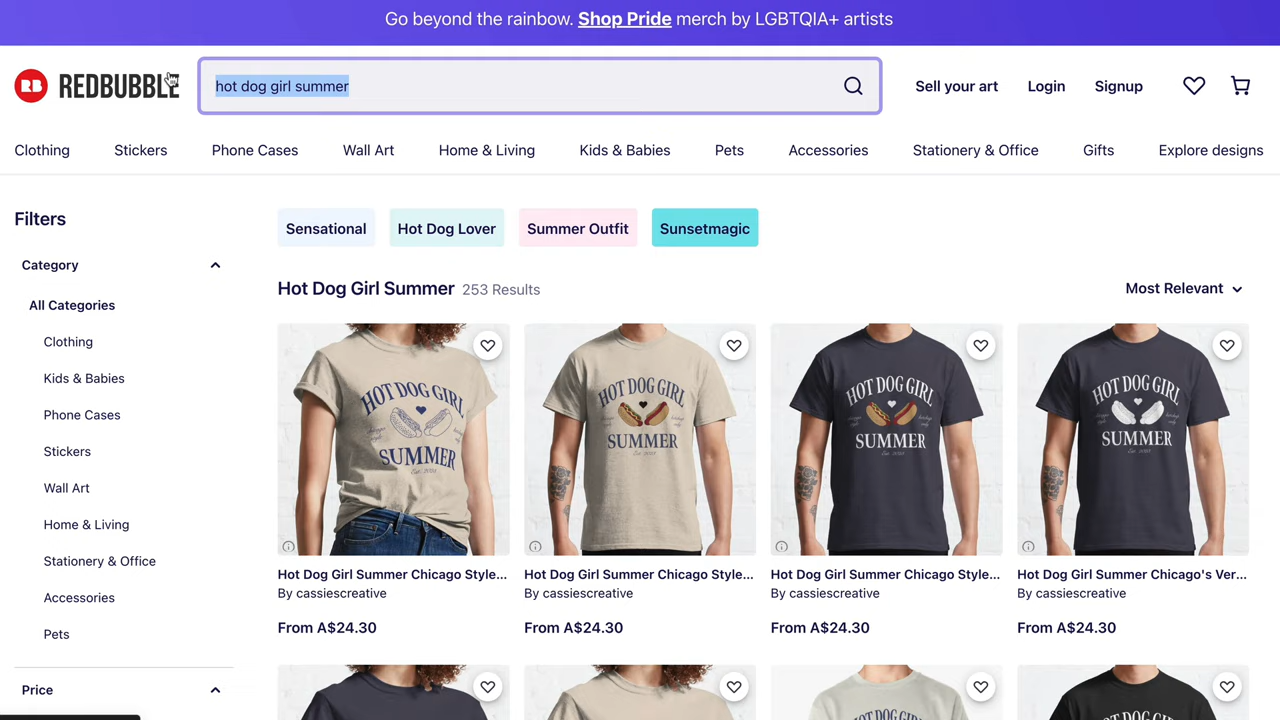 Go beyond the rainbow. Shop Pride merch by LGBTQIA+ artists
RB REDBUBBLE
hot dog girl summer
Sell your art
Login
Signup
Clothing
Stickers
Phone Cases
Wall Art
Home & Living
Kids & Babies
Pets
Accessories
Stationery & Office
Gifts
Explore designs
Filters
Category
All Categories
Clothing
Kids & Babies
Phone Cases
Stickers
Wall Art
Home & Living
Stationery & Office
Accessories
Pets
Price
Sensational
Hot Dog Lover
Summer Outfit
Sunsetmagic
Hot Dog Girl Summer 253 Results
Most Relevant
HOT DOG GIRL
SUMMER
Hot Dog Girl Summer Chicago Style...
By cassiescreative
From A$24.30
HOT DOG GIRL
SUMMER
Hot Dog Girl Summer Chicago Style...
By cassiescreative
From A$24.30
HOT DOG GIRL
SUMMER
Hot Dog Girl Summer Chicago Style...
By cassiescreative
From A$24.30
HOT DOG GIRL
SUMMER
Hot Dog Girl Summer Chicago's Ver...
By cassiescreative
From A$24.30